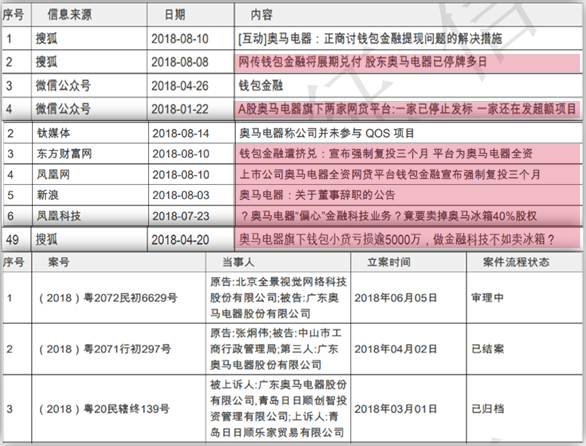 序号 信息来源 日期 内容
1 搜狐 2018-08-10 [互动]奥马电器：正商讨钱包金融提现问题的解决措施
2 搜狐 2018-08-08 网传钱包金融将展期兑付 股东奥马电器已停牌多日
3 微信公众号 2018-04-26 钱包金融
4 微信公众号 2018-01-22 A股奥马电器旗下两家网贷平台:一家已停止发标 一家还在发超额项目
2 钛媒体 2018-08-14 奥马电器称公司并未参与 QOS 项目
3 东方财富网 2018-08-10 钱包金融遭挤兑：宣布强制复投三个月 平台为奥马电器全资
4 凤凰网 2018-08-10 上市公司奥马电器全资网贷平台钱包金融宣布强制复投三个月
5 新浪 2018-08-03 奥马电器：关于董事辞职的公告
6 凤凰科技 2018-07-23 ？奥马电器“偏心”金融科技业务？竟要卖掉奥马冰箱40%股权
49 搜狐 2018-04-20 奥马电器旗下钱包小贷亏损逾5000万，做金融科技不如卖冰箱？
序号 案号 当事人 立案时间 案件流程状态
1 （2018）粤2072民初6629号 原告:北京全景视觉网络科技 2018年06月05日 审理中
股份有限公司;被告:广东奥
马电器股份有限公司
2 （2018）粤2071行初297号 原告:张炯伟;被告:中山市工 2018年04月02日 已结案
商行政管理局;第三人:广东
奥马电器股份有限公司
3 （2018）粤20民辖终139号 被上诉人:广东奥马电器股份 2018年03月01日 已归档
有限公司,青岛日日顺创智投
资管理有限公司;上诉人:青岛
日日顺乐家贸易有限公司